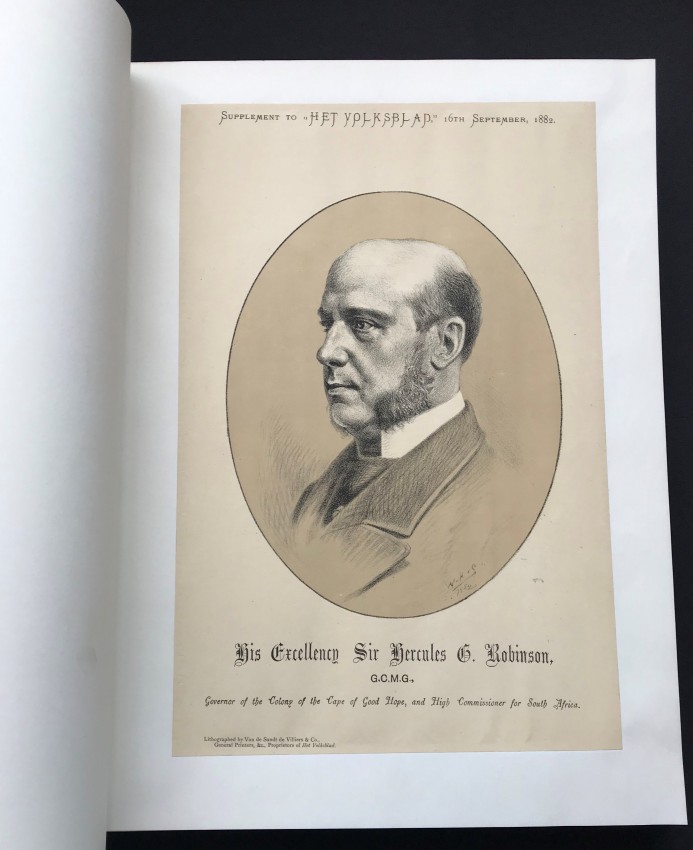 Supplement to "HET VOLKSBLAD," 16th September, 1882.
His Excellency Sir Hercules G. Robinson,
G.C.M.G.,
Governor of the Colony of the Cape of Good Hope, and High Commissioner for South Africa.
Lithographed by Van de Sandt de Villiers & Co.,
General Printers, &c., Proprietors of Het Volksblad.